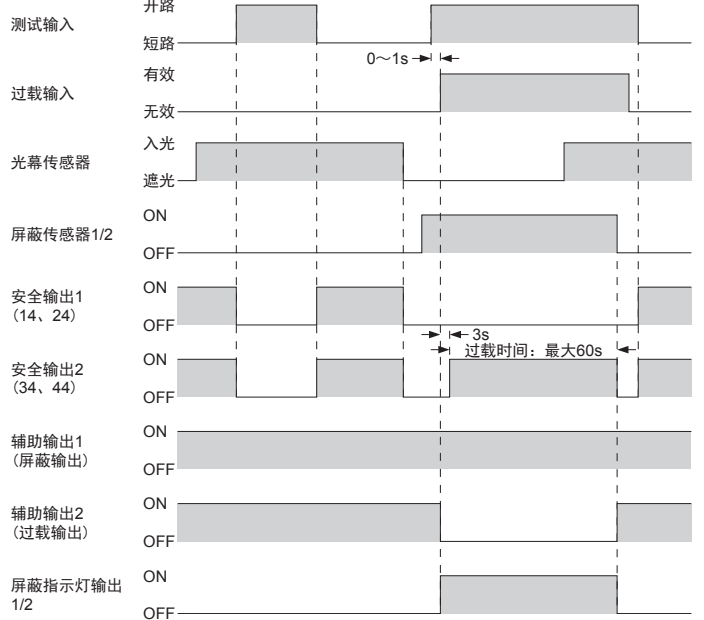 测试输入
开路
短路
0～1s
过载输入
有效
无效
光幕传感器
入光
遮光
屏蔽传感器1/2
ON
OFF
安全输出1
（14、24）
ON
OFF
3s
过载时间：最大60s
安全输出2
（34、44）
ON
OFF
辅助输出1
（屏蔽输出）
ON
OFF
辅助输出2
（过载输出）
ON
OFF
屏蔽指示灯输出
1/2
ON
OFF